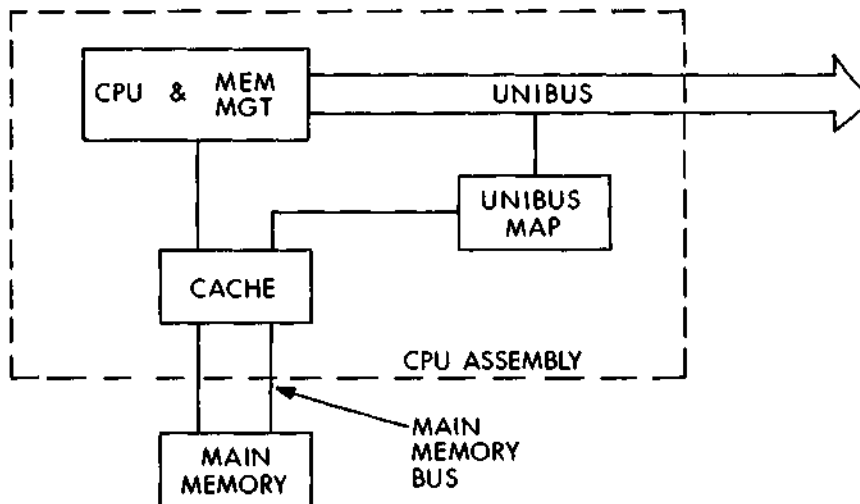 CPU & MEM
MGT
UNIBUS
UNIBUS
MAP
CACHE
CPU ASSEMBLY
MAIN
MEMORY
BUS
MAIN
MEMORY